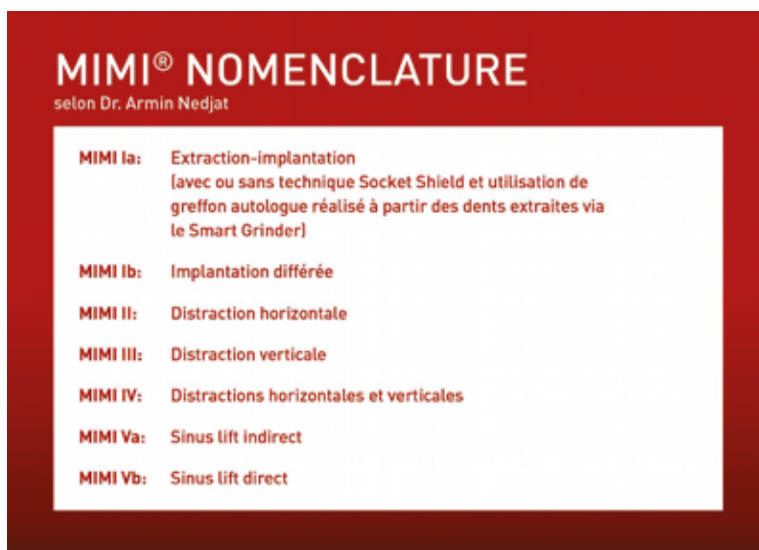 MIMI® NOMENCLATURE
selon Dr. Armin Nedjat
MIMI Ia: Extraction-implantation
(avec ou sans technique Socket Shield et utilisation de
greffon autologue réalisé à partir des dents extraites via
le Smart Grinder)
MIMI Ib: Implantation différée
MIMI II: Distraction horizontale
MIMI III: Distraction verticale
MIMI IV: Distractions horizontales et verticales
MIMI Va: Sinus lift indirect
MIMI Vb: Sinus lift direct